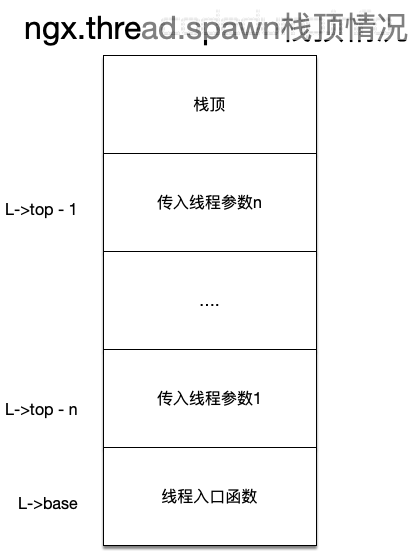 ngx.thread.spawn栈顶情况
栈顶
L->top - 1
传入线程参数n
....
L->top - n
传入线程参数1
L->base
线程入口函数